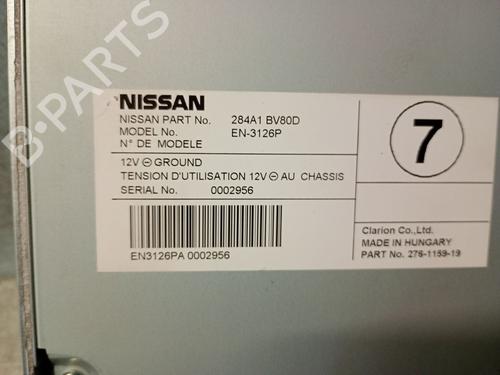 NISSAN
NISSAN PART No. 284A1 BV80D
MODEL No. EN-3126P
N° DE MODELE
12V ⊖ GROUND
TENSION D'UTILISATION 12V ⊖ AU CHASSIS
SERIAL No. 0002956
EN3126PA 0002956
7
Clarion Co.,Ltd.
MADE IN HUNGARY
PART No. 276-1159-19
B-PARTS
B-PARTS